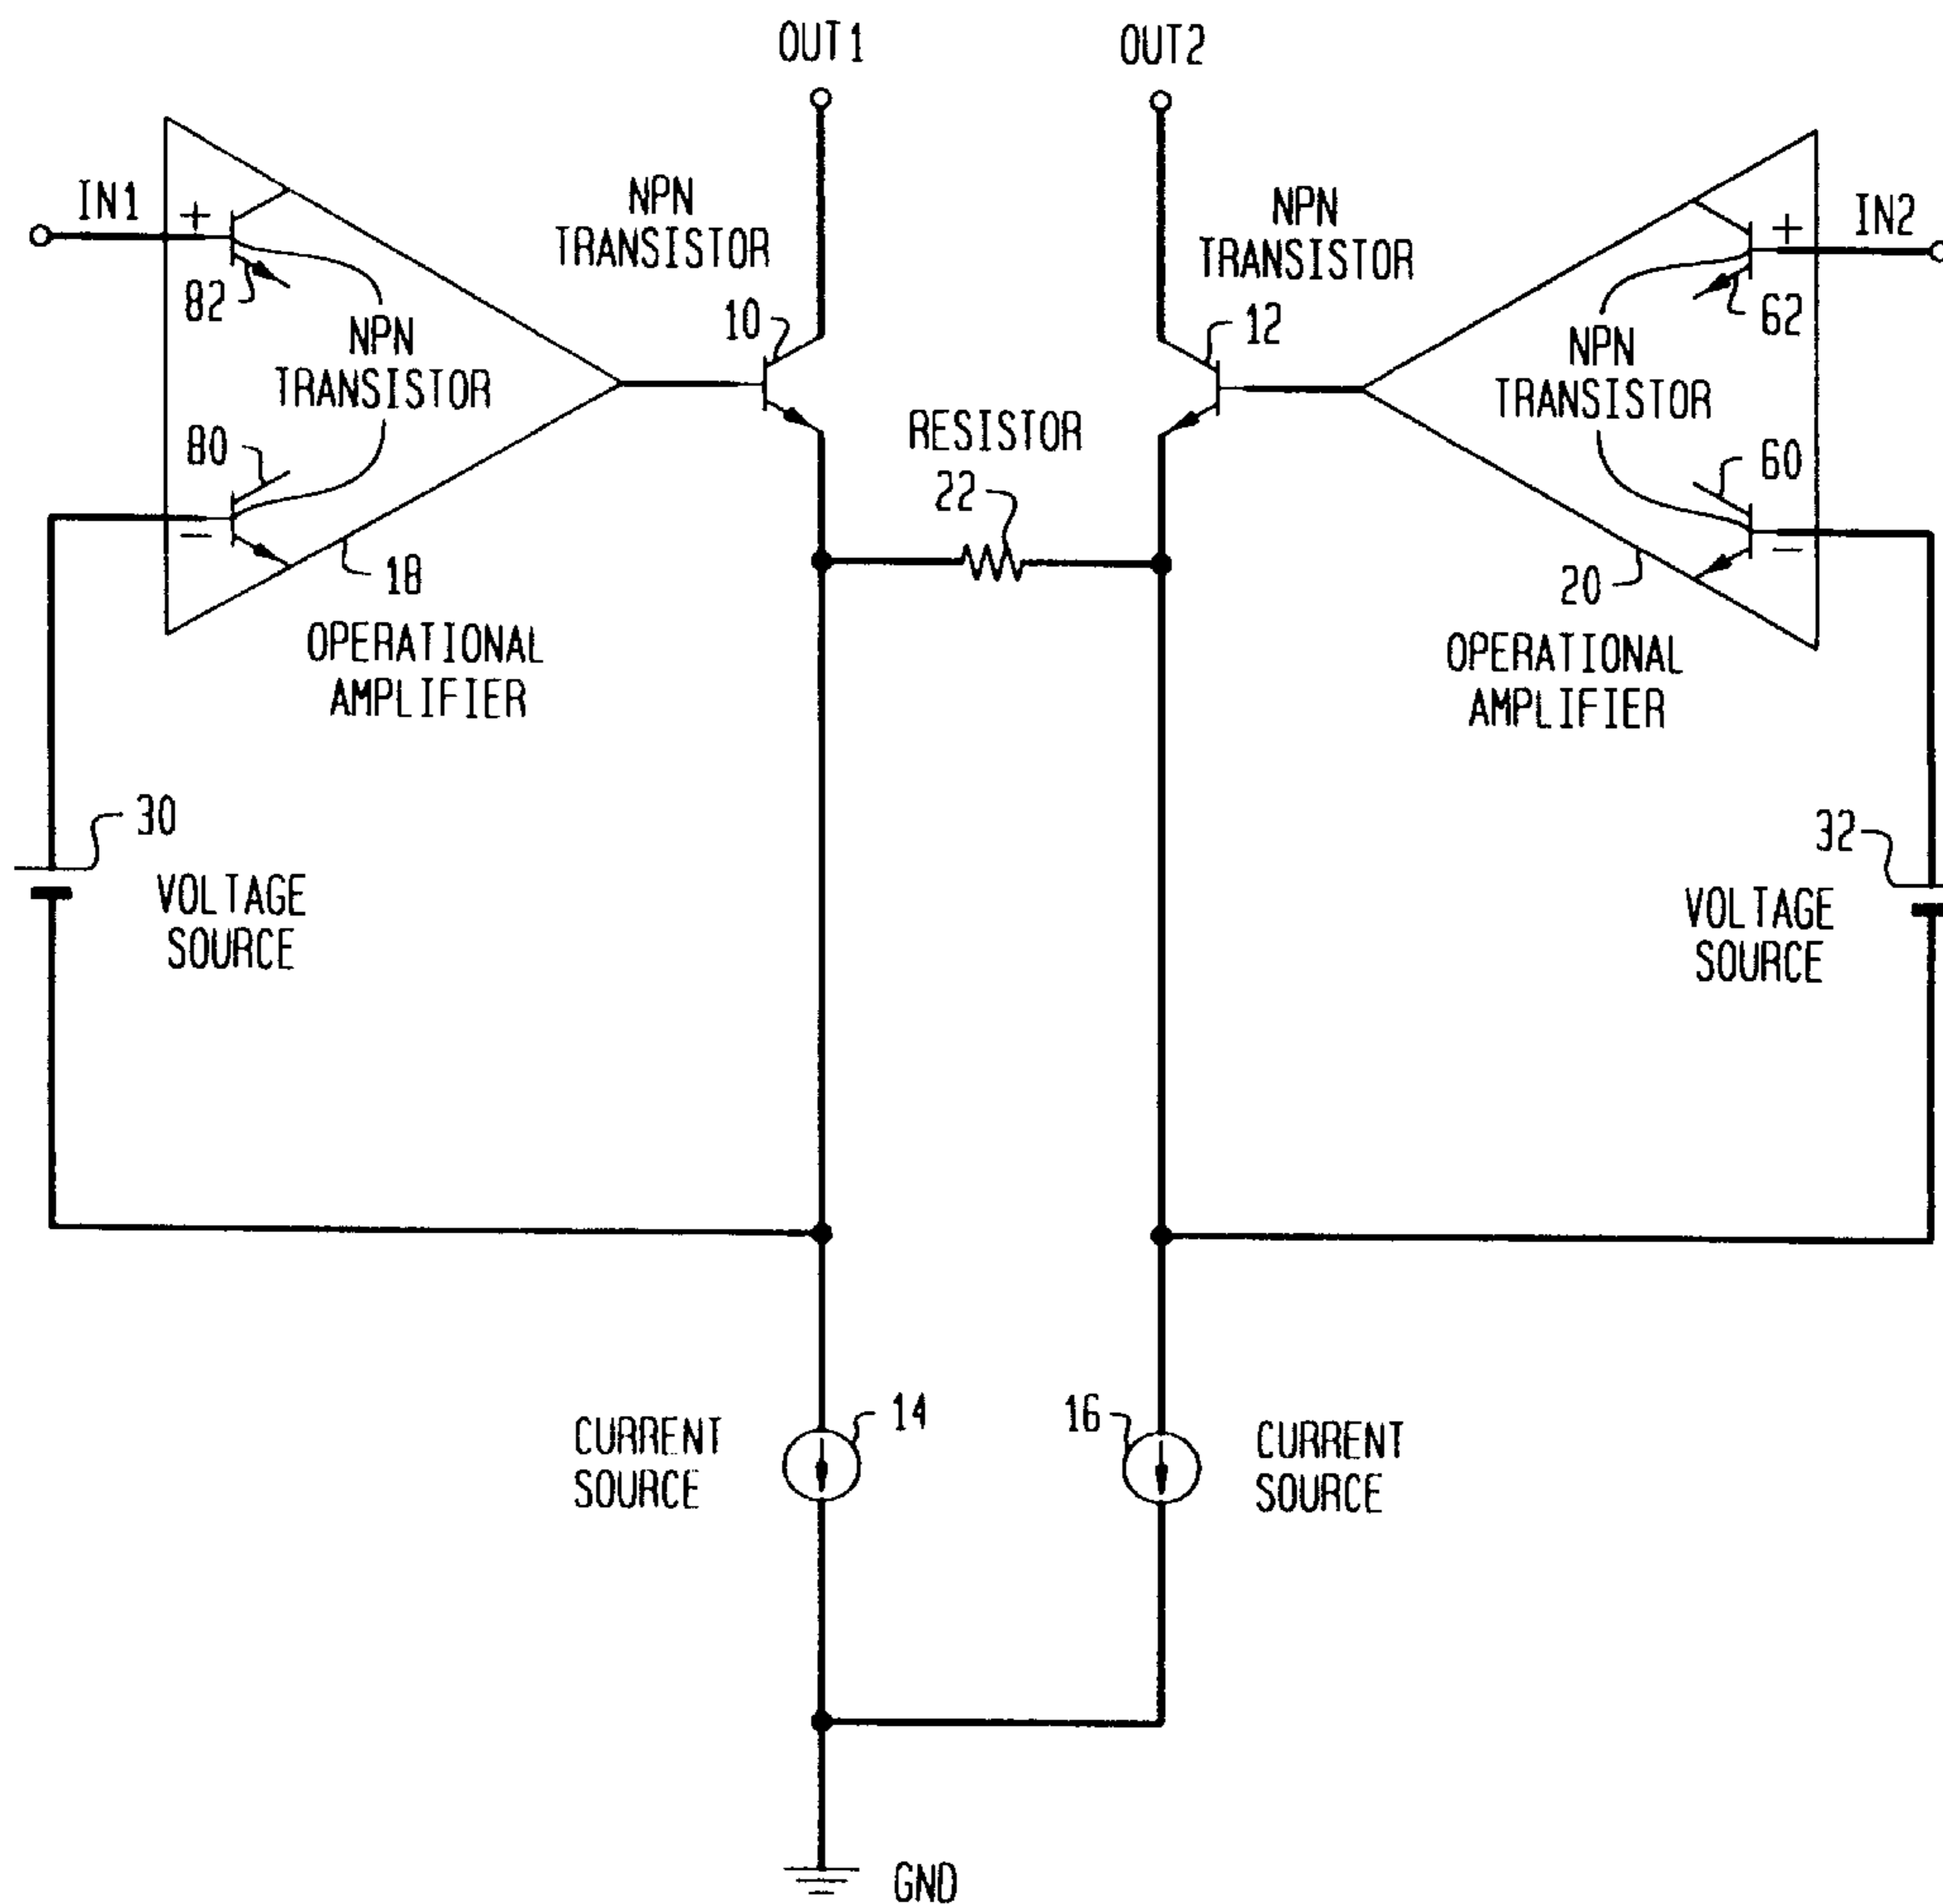 OUT1
OUT2
IN1
+
82
NPN
TRANSISTOR
80
−
18
OPERATIONAL
AMPLIFIER
NPN
TRANSISTOR
10
RESISTOR
22
NPN
TRANSISTOR
12
IN2
+
62
NPN
TRANSISTOR
60
−
20
OPERATIONAL
AMPLIFIER
30
VOLTAGE
SOURCE
32
VOLTAGE
SOURCE
CURRENT
SOURCE
14
16
CURRENT
SOURCE
GND